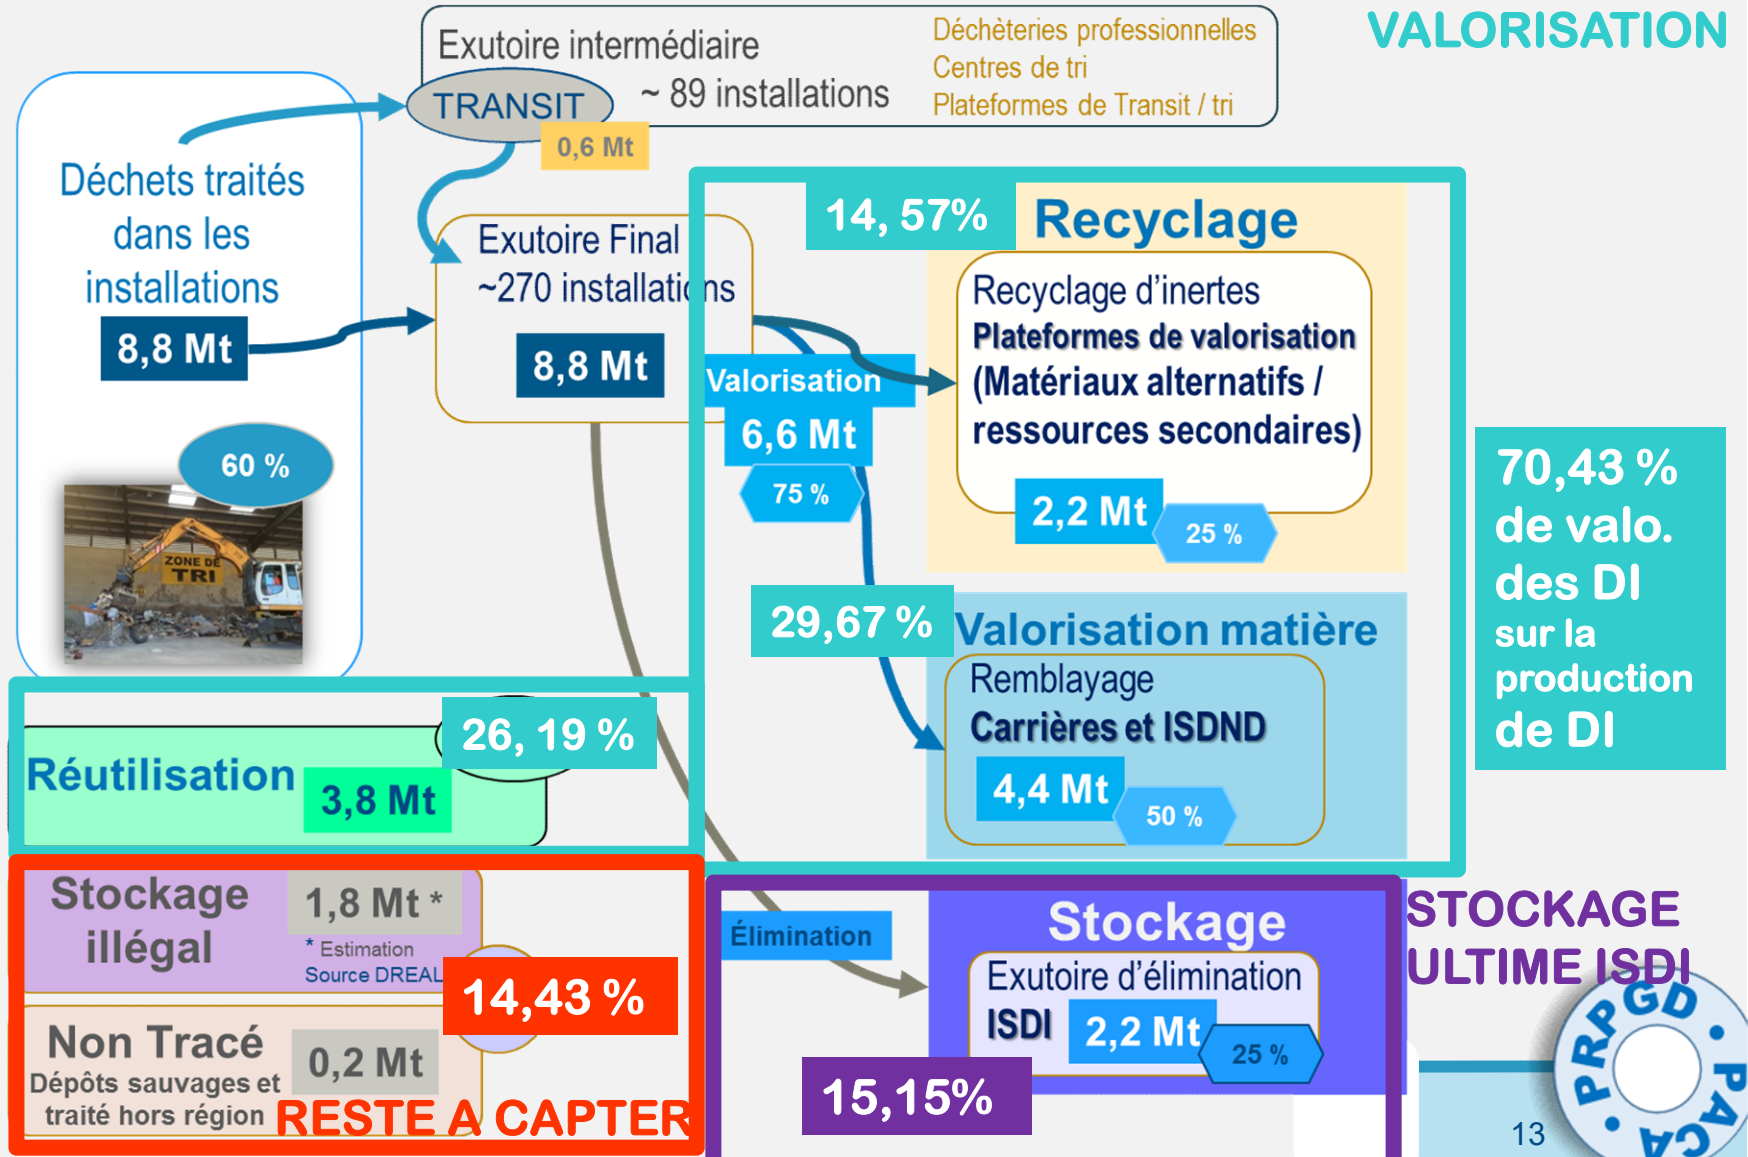 VALORISATION
Exutoire intermédiaire
~ 89 installations
TRANSIT
0,6 Mt
Déchèteries professionnelles
Centres de tri
Plateformes de Transit / tri
Déchets traités
dans les
installations
8,8 Mt
60 %
ZONE DE
TRI
Exutoire Final
~270 installations
8,8 Mt
Valorisation
6,6 Mt
75 %
14, 57%
Recyclage
Recyclage d'inertes
Plateformes de valorisation
(Matériaux alternatifs /
ressources secondaires)
2,2 Mt
25 %
29,67 %
Valorisation matière
Remblayage
Carrières et ISDND
4,4 Mt
50 %
70,43 %
de valo.
des DI
sur la
production
de DI
Réutilisation
3,8 Mt
26, 19 %
Stockage
illégal
1,8 Mt *
* Estimation
Source DREAL
14,43 %
Non Tracé
Dépôts sauvages et
traité hors région
0,2 Mt
RESTE A CAPTER
Élimination
Stockage
Exutoire d'élimination
ISDI
2,2 Mt
25 %
15,15%
STOCKAGE
ULTIME ISDI
PRPGD • PACA •
13